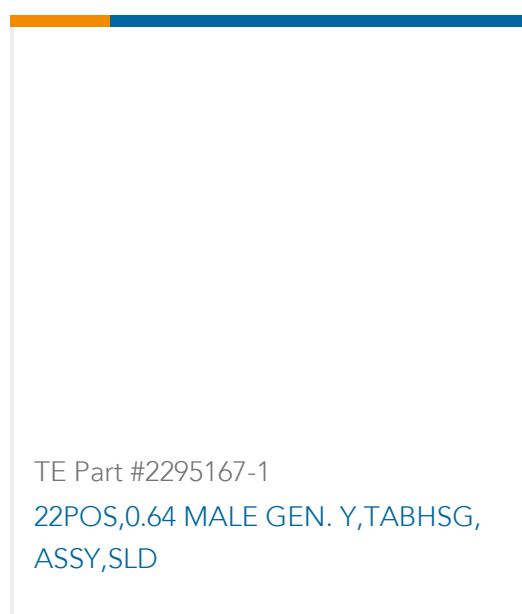 TE Part #2295167-1
22POS,0.64 MALE GEN. Y,TABHSG,
ASSY,SLD